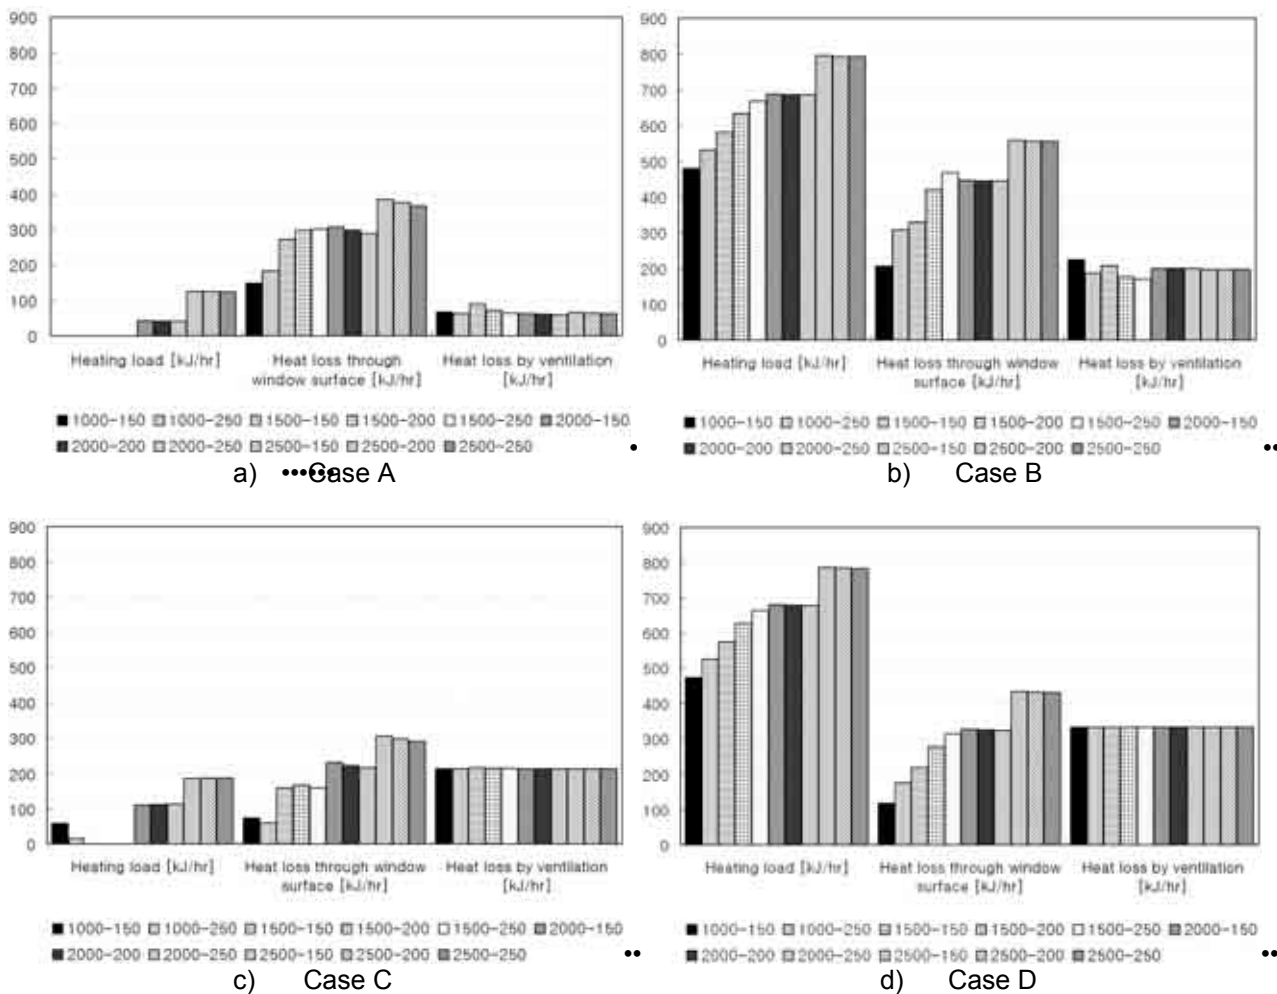 900
800
700
600
500
400
300
200
100
0
Heating load [kJ/hr]
Heat loss through
window surface [kJ/hr]
Heat loss by ventilation
[kJ/hr]
1000-150 1000-250 1500-150 1500-200 1500-250 2000-150
2000-200 2000-250 2500-150 2500-200 2500-250
a) Case A
900
800
700
600
500
400
300
200
100
0
Heating load [kJ/hr]
Heat loss through window
surface [kJ/hr]
Heat loss by ventilation
[kJ/hr]
1000-150 1000-250 1500-150 1500-200 1500-250 2000-150
2000-200 2000-250 2500-150 2500-200 2500-250
b) Case B
900
800
700
600
500
400
300
200
100
0
Heating load [kJ/hr]
Heat loss through window
surface [kJ/hr]
Heat loss by ventilation
[kJ/hr]
1000-150 1000-250 1500-150 1500-200 1500-250 2000-150
2000-200 2000-250 2500-150 2500-200 2500-250
c) Case C
900
800
700
600
500
400
300
200
100
0
Heating load [kJ/hr]
Heat loss through window
surface [kJ/hr]
Heat loss by ventilation
[kJ/hr]
1000-150 1000-250 1500-150 1500-200 1500-250 2000-150
2000-200 2000-250 2500-150 2500-200 2500-250
d) Case D